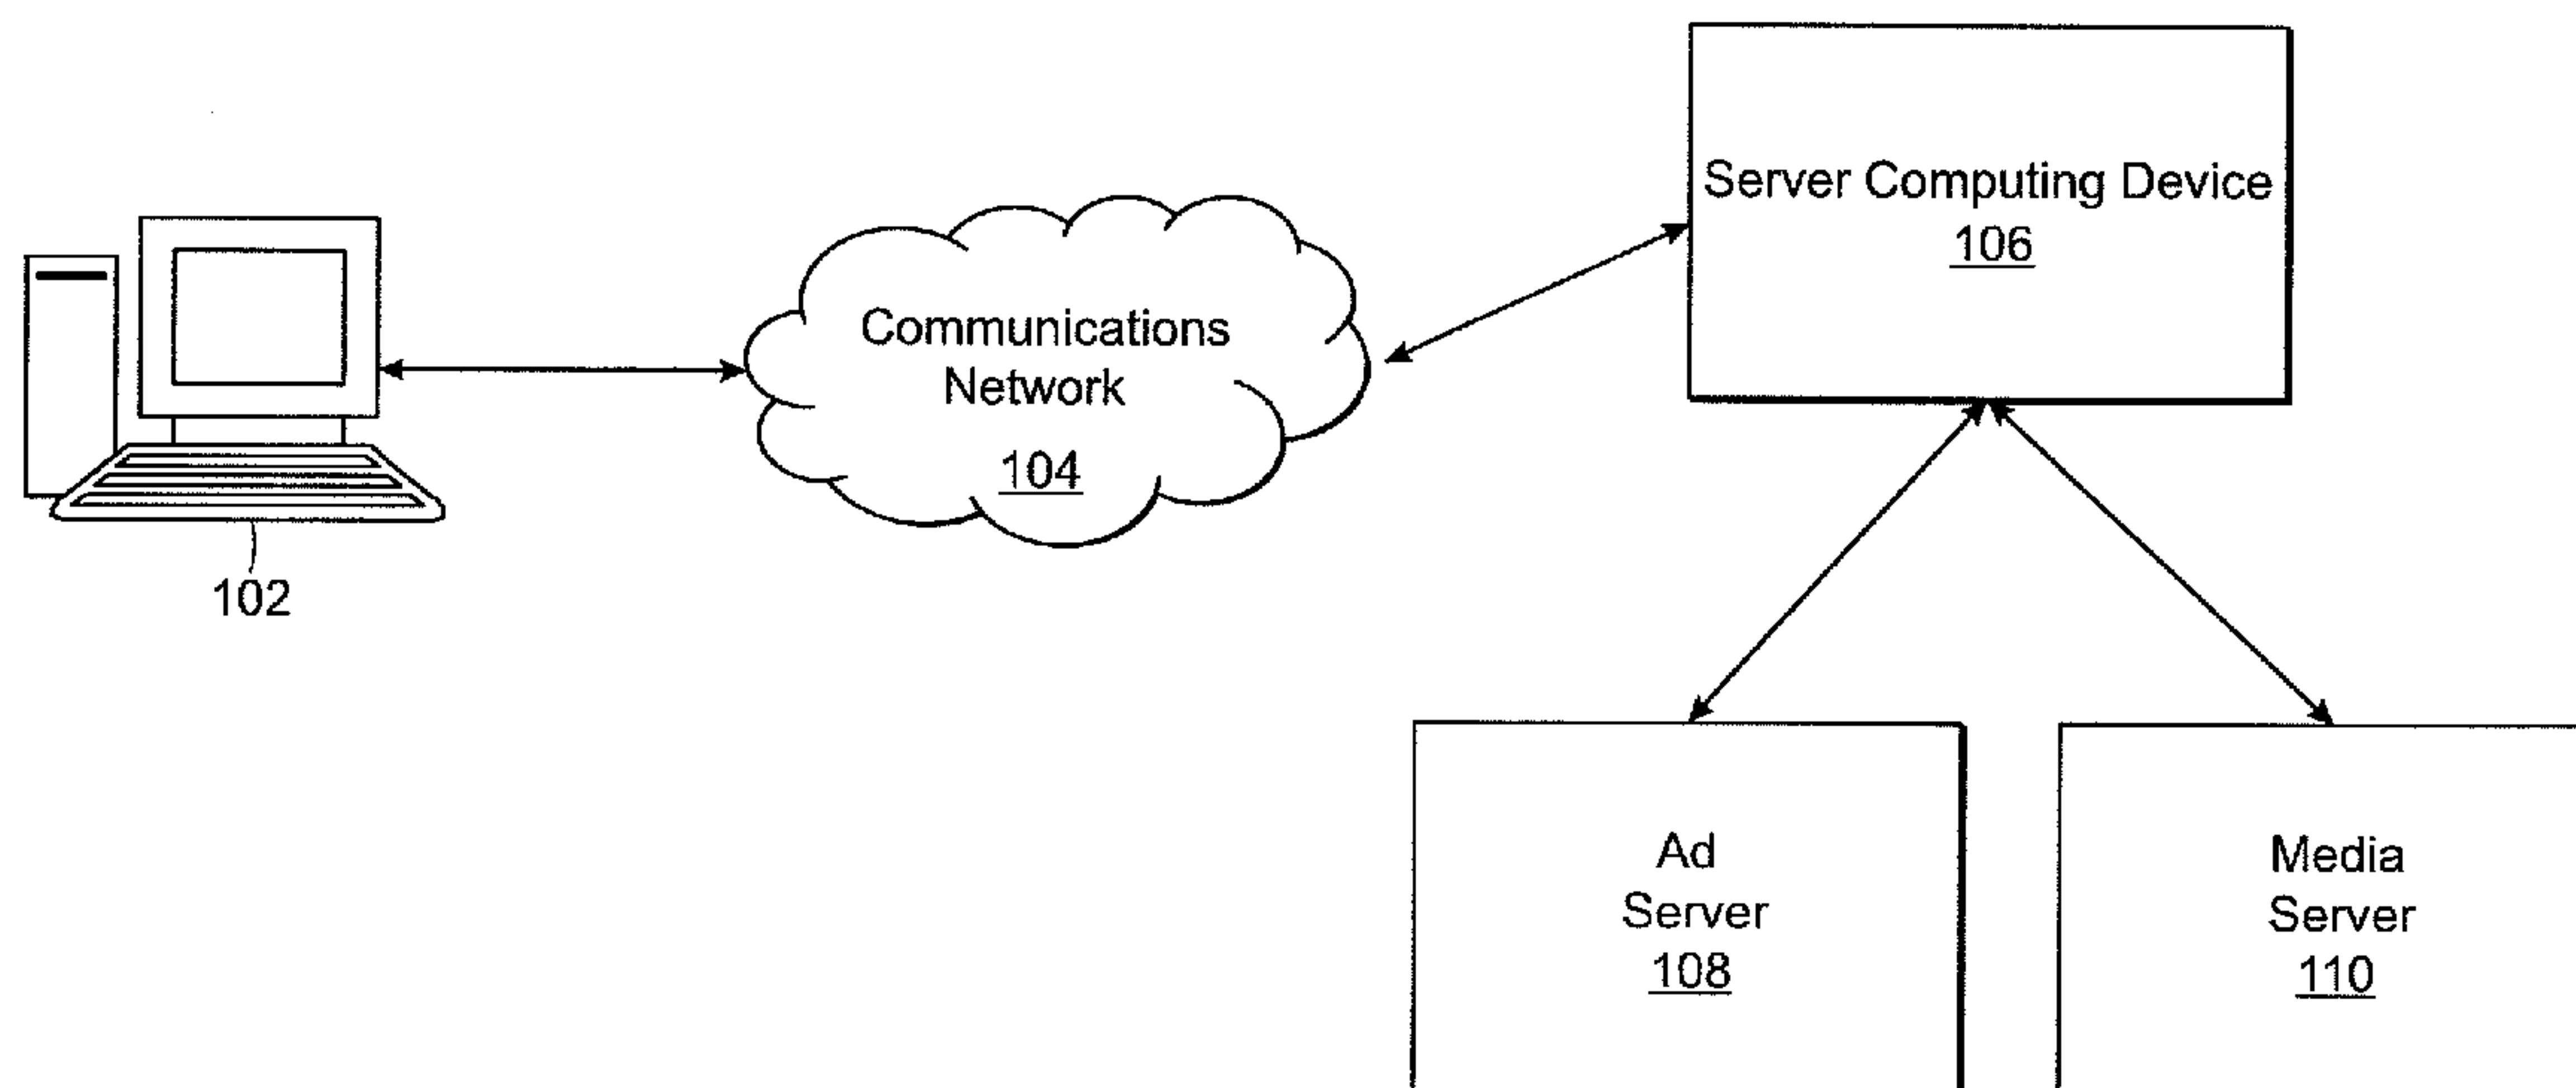 Server Computing Device
106
Communications
Network
104
102
Ad
Server
108
Media
Server
110